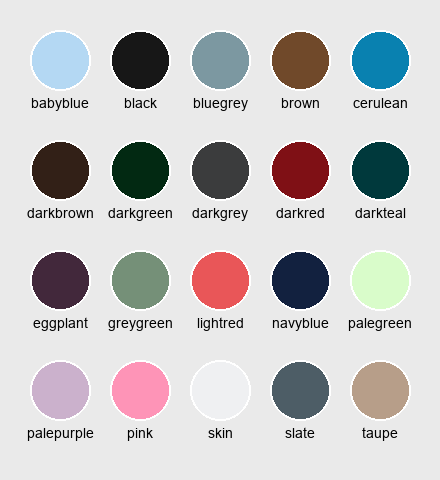 babyblue black bluegrey brown cerulean
darkbrown darkgreen darkgrey darkred darkteal
eggplant greygreen lightred navyblue palegreen
palepurple pink skin slate taupe